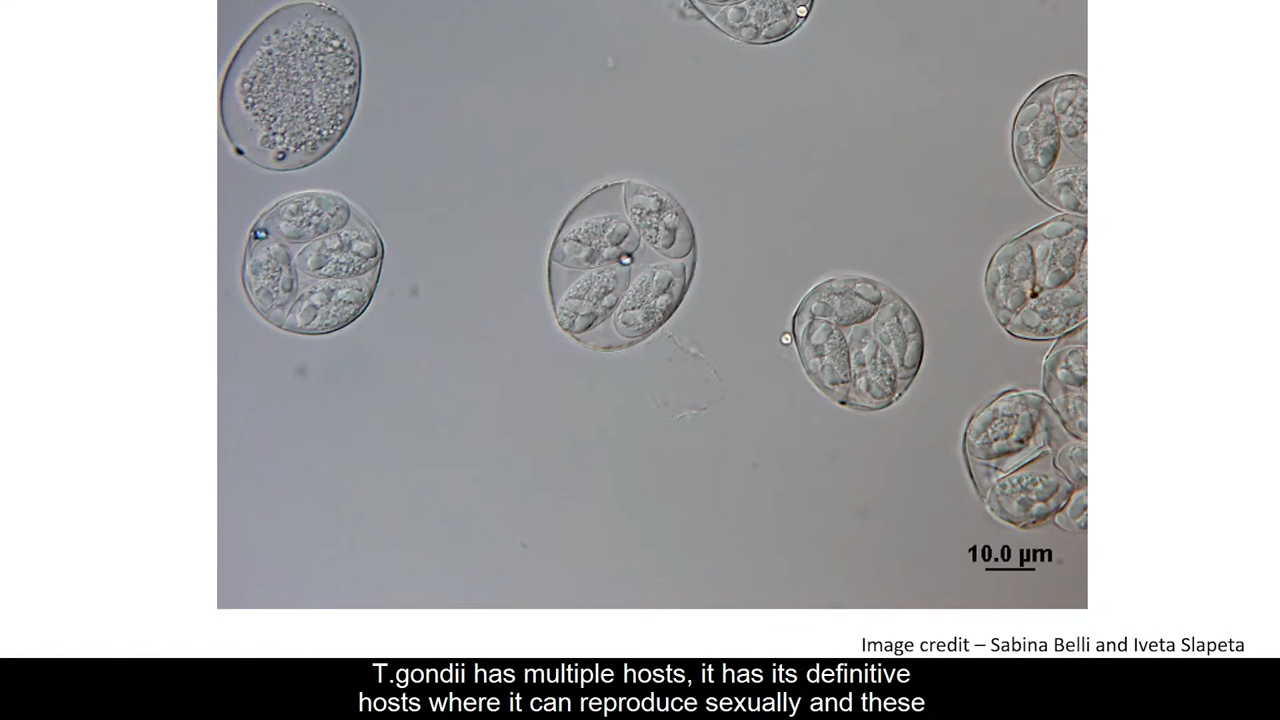 10.0 µm
Image credit – Sabina Belli and Iveta Slapeta
T.gondii has multiple hosts, it has its definitive
hosts where it can reproduce sexually and these